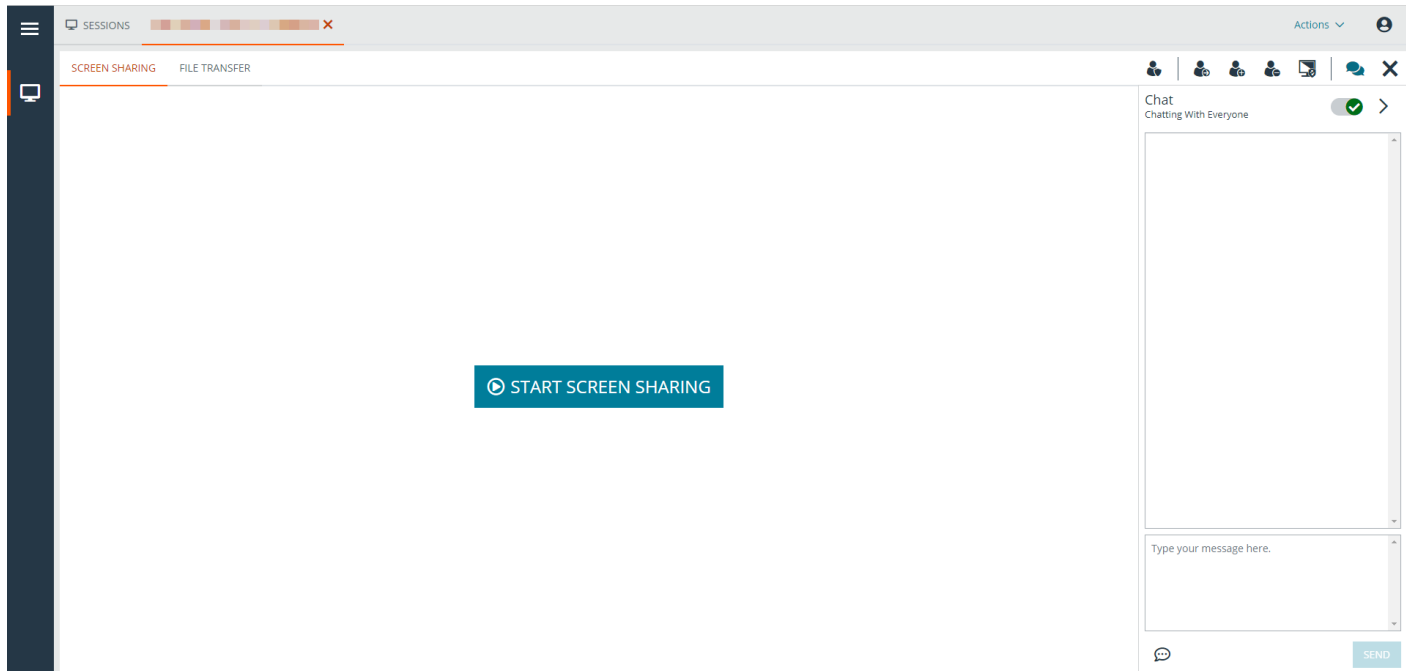 SESSIONS
Actions
SCREEN SHARING FILE TRANSFER
Chat
Chatting With Everyone
START SCREEN SHARING
Type your message here.
SEND